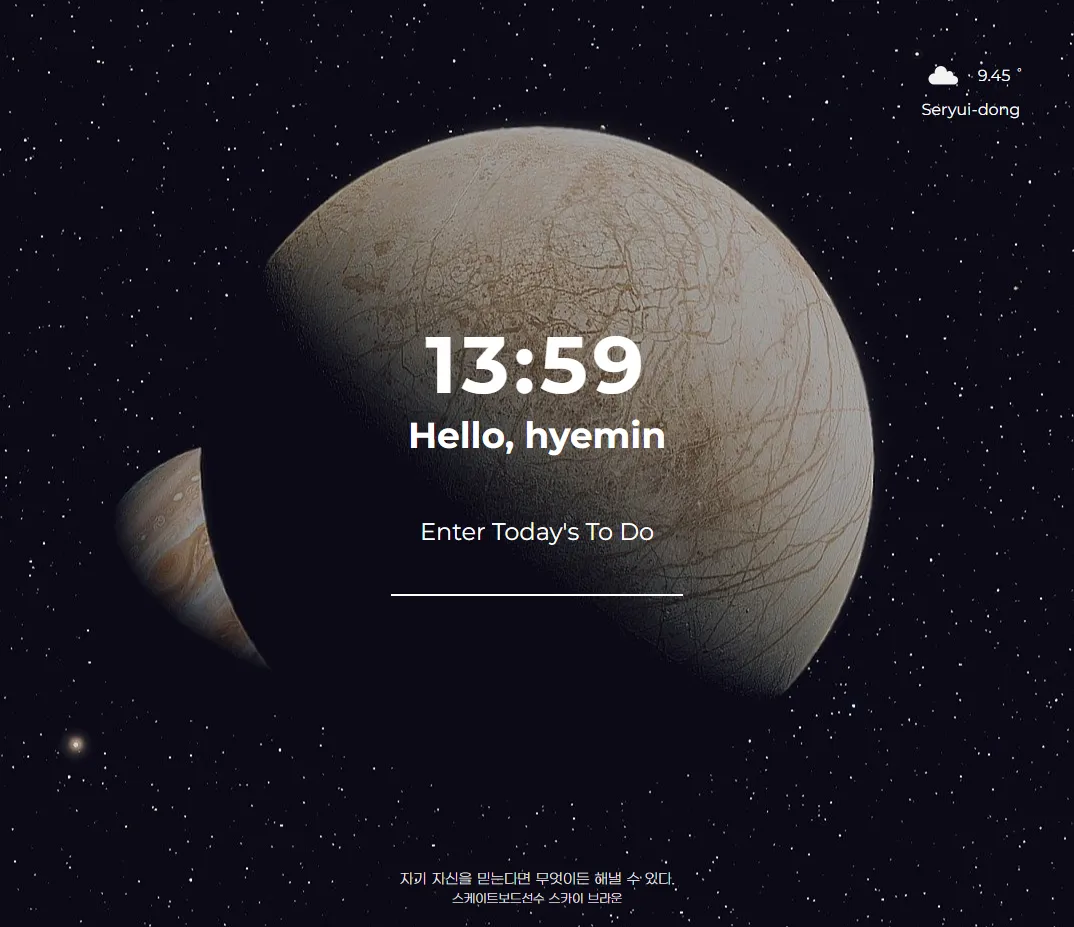 9.45 °
Seryui-dong
13:59
Hello, hyemin
Enter Today's To Do
자기 자신을 믿는다면 무엇이든 해낼 수 있다.
스케이트보드선수 스카이 브라운